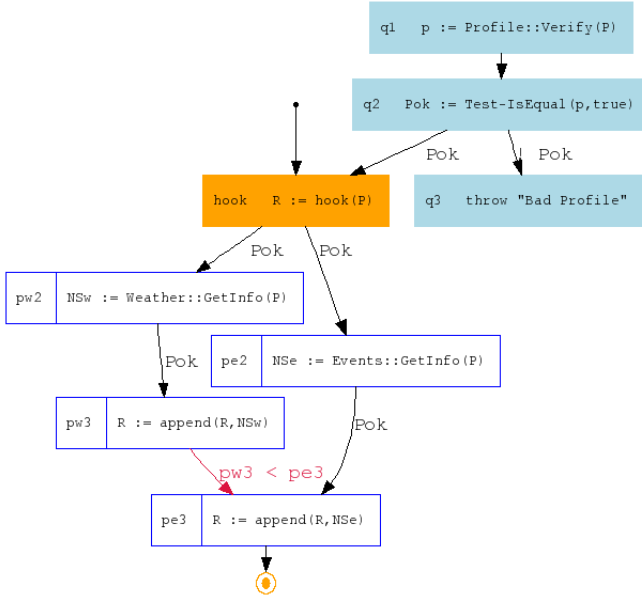 q1 p := Profile::Verify(P)
q2 Pok := Test-IsEqual(p,true)
Pok
! Pok
hook R := hook(P)
q3 throw "Bad Profile"
Pok
Pok
pw2 NSw := Weather::GetInfo(P)
pe2 NSe := Events::GetInfo(P)
Pok
pw3 R := append(R,NSw)
Pok
pw3 < pe3
pe3 R := append(R,NSe)